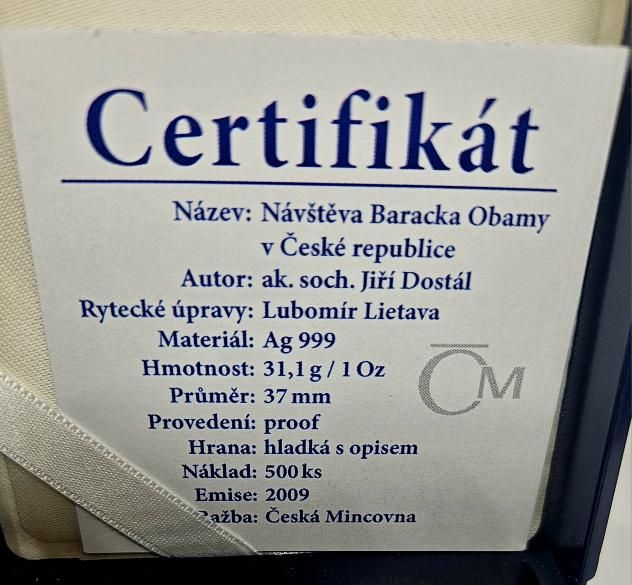 Certifikát
Název: Návštěva Baracka Obamy
v České republice
Autor: ak. soch. Jiří Dostál
Rytecké úpravy: Lubomír Lietava
Materiál: Ag 999
Hmotnost: 31,1 g / 1 Oz
Průměr: 37 mm
ČM
Provedení: proof
Hrana: hladká s opisem
Náklad: 500 ks
Emise: 2009
Ražba: Česká Mincovna